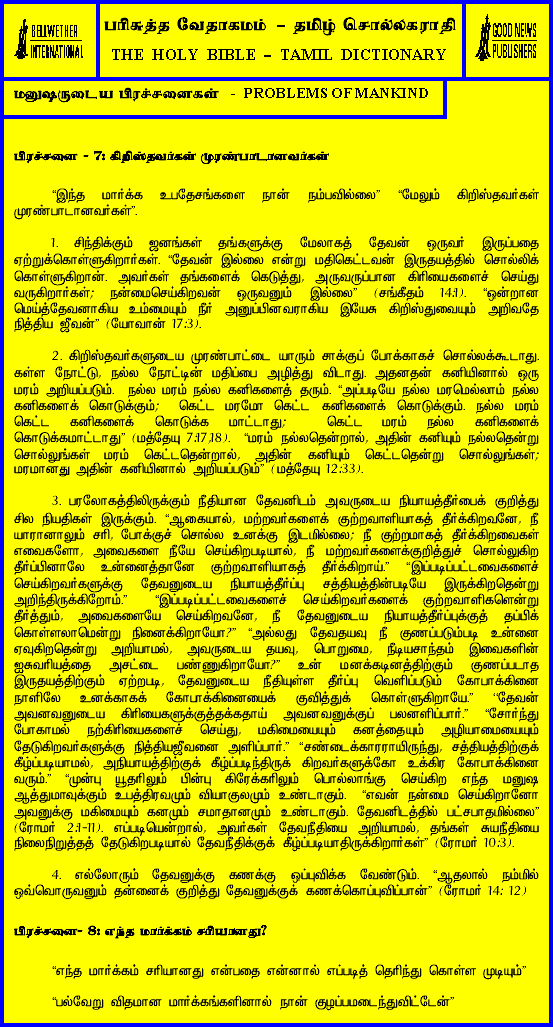 BELLWETHER
INTERNATIONAL
பரிசுத்த வேதாகமம் – தமிழ் சொல்லகராதி
THE HOLY BIBLE – TAMIL DICTIONARY
GOOD NEWS
PUBLISHERS
மனுஷருடைய பிரச்சனைகள் - PROBLEMS OF MANKIND
பிரச்சனை - 7: கிறிஸ்தவர்கள் முரண்பாடானவர்கள்
“இந்த மார்க்க உபதேசங்களை நான் நம்பவில்லை” “மேலும் கிறிஸ்தவர்கள்
முரண்பாடானவர்கள்”.
1. சிந்திக்கும் ஜனங்கள் தங்களுக்கு மேலாகத் தேவன் ஒருவர் இருப்பதை
ஏற்றுக்கொள்ளுகிறார்கள். “தேவன் இல்லை என்று மதிகெட்டவன் இருதயத்தில் சொல்லிக்
கொள்ளுகிறான். அவர்கள் தங்களைக் கெடுத்து, அருவருப்பான கிரியைகளைச் செய்து
வருகிறார்கள்; நன்மைசெய்கிறவன் ஒருவனும் இல்லை” (சங்கீதம் 14:1). “ஒன்றான
மெய்த்தேவனாகிய உம்மையும் நீர் அனுப்பினவராகிய இயேசு கிறிஸ்துவையும் அறிவதே
நித்திய ஜீவன்” (யோவான் 17:3).
2. கிறிஸ்தவர்களுடைய முரண்பாட்டை யாரும் சாக்குப் போக்காகச் சொல்லக்கூடாது.
கள்ள நோட்டு, நல்ல நோட்டின் மதிப்பை அழித்து விடாது. அதனதன் கனியினால் ஒரு
மரம் அறியப்படும். நல்ல மரம் நல்ல கனிகளைத் தரும். “அப்படியே நல்ல மரமெல்லாம் நல்ல
கனிகளைக் கொடுக்கும்; கெட்ட மரமோ கெட்ட கனிகளைக் கொடுக்கும். நல்ல மரம்
கெட்ட கனிகளைக் கொடுக்க மாட்டாது; கெட்ட மரம் நல்ல கனிகளைக்
கொடுக்கமாட்டாது” (மத்தேயு 7:17,18). “மரம் நல்லதென்றால், அதின் கனியும் நல்லதென்று
சொல்லுங்கள் மரம் கெட்டதென்றால், அதின் கனியும் கெட்டதென்று சொல்லுங்கள்;
மரமானது அதின் கனியினால் அறியப்படும்” (மத்தேயு 12:33).
3. பரலோகத்திலிருக்கும் நீதியான தேவனிடம் அவருடைய நியாயத்தீர்பைக் குறித்து
சில நியதிகள் இருக்கும். “ஆகையால், மற்றவர்களைக் குற்றவாளியாகத் தீர்க்கிறவனே, நீ
யாரானாலும் சரி, போக்குச் சொல்ல உனக்கு இடமில்லை; நீ குற்றமாகத் தீர்க்கிறவைகள்
எவைகளோ, அவைகளை நீயே செய்கிறபடியால், நீ மற்றவர்களைக்குறித்துச் சொல்லுகிற
தீர்ப்பினாலே உன்னைத்தானே குற்றவாளியாகத் தீர்க்கிறாய்.” “இப்படிப்பட்டவைகளைச்
செய்கிறவர்களுக்கு தேவனுடைய நியாயத்தீர்ப்பு சத்தியத்தின்படியே இருக்கிறதென்று
அறிந்திருக்கிறோம்.” “இப்படிப்பட்டவைகளைச் செய்கிறவர்களைக் குற்றவாளிகளென்று
தீர்த்தும், அவைகளையே செய்கிறவனே, நீ தேவனுடைய நியாயத்தீர்ப்புக்குத் தப்பிக்
கொள்ளலாமென்று நினைக்கிறாயோ?” “அல்லது தேவதயவு நீ குணப்படும்படி உன்னை
ஏவுகிறதென்று அறியாமல், அவருடைய தயவு, பொறுமை, நீடியசாந்தம் இவைகளின்
ஐசுவரியத்தை அசட்டை பண்ணுகிறாயோ?” உன் மனக்கடினத்திற்கும் குணப்படாத
இருதயத்திற்கும் ஏற்றபடி, தேவனுடைய நீதியுள்ள தீர்ப்பு வெளிப்படும் கோபாக்கினை
நாளிலே உனக்காகக் கோபாக்கினையைக் குவித்துக் கொள்ளுகிறாயே.” “தேவன்
அவனவனுடைய கிரியைகளுக்குத்தக்கதாய் அவனவனுக்குப் பலனளிப்பார்.” “சோர்ந்து
போகாமல் நற்கிரியைகளைச் செய்து, மகிமையையும் கனத்தையும் அழியாமையையும்
தேடுகிறவர்களுக்கு நித்தியஜீவனை அளிப்பார்.” “சண்டைக்காரராயிருந்து, சத்தியத்திற்குக்
கீழ்ப்படியாமல், அநியாயத்திற்குக் கீழ்ப்படிந்திருக் கிறவர்களுக்கோ உக்கிர கோபாக்கினை
வரும்.” “முன்பு யூதரிலும் பின்பு கிரேக்கரிலும் பொல்லாங்கு செய்கிற எந்த மனுஷ
ஆத்துமாவுக்கும் உபத்திரவமும் வியாகுலமும் உண்டாகும். “எவன் நன்மை செய்கிறானோ
அவனுக்கு மகிமையும் கனமும் சமாதானமும் உண்டாகும். தேவனிடத்தில் பட்சபாதமில்லை”
(ரோமர் 2:1-11). எப்படியென்றால், அவர்கள் தேவநீதியை அறியாமல், தங்கள் சுயநீதியை
நிலைநிறுத்தத் தேடுகிறபடியால் தேவநீதிக்குக் கீழ்ப்படியாதிருக்கிறார்கள்” (ரோமர் 10:3).
4. எல்லோரும் தேவனுக்கு கணக்கு ஒப்புவிக்க வேண்டும். “ஆதலால் நம்மில்
ஒவ்வொருவனும் தன்னைக் குறித்து தேவனுக்குக் கணக்கொப்புவிப்பான்” (ரோமர் 14: 12)
பிரச்சனை- 8: எந்த மார்க்கம் சரியானது?
“எந்த மார்க்கம் சரியானது என்பதை என்னால் எப்படித் தெரிந்து கொள்ள முடியும்”
“பல்வேறு விதமான மார்க்கங்களினால் நான் குழப்பமடைந்துவிட்டேன்”